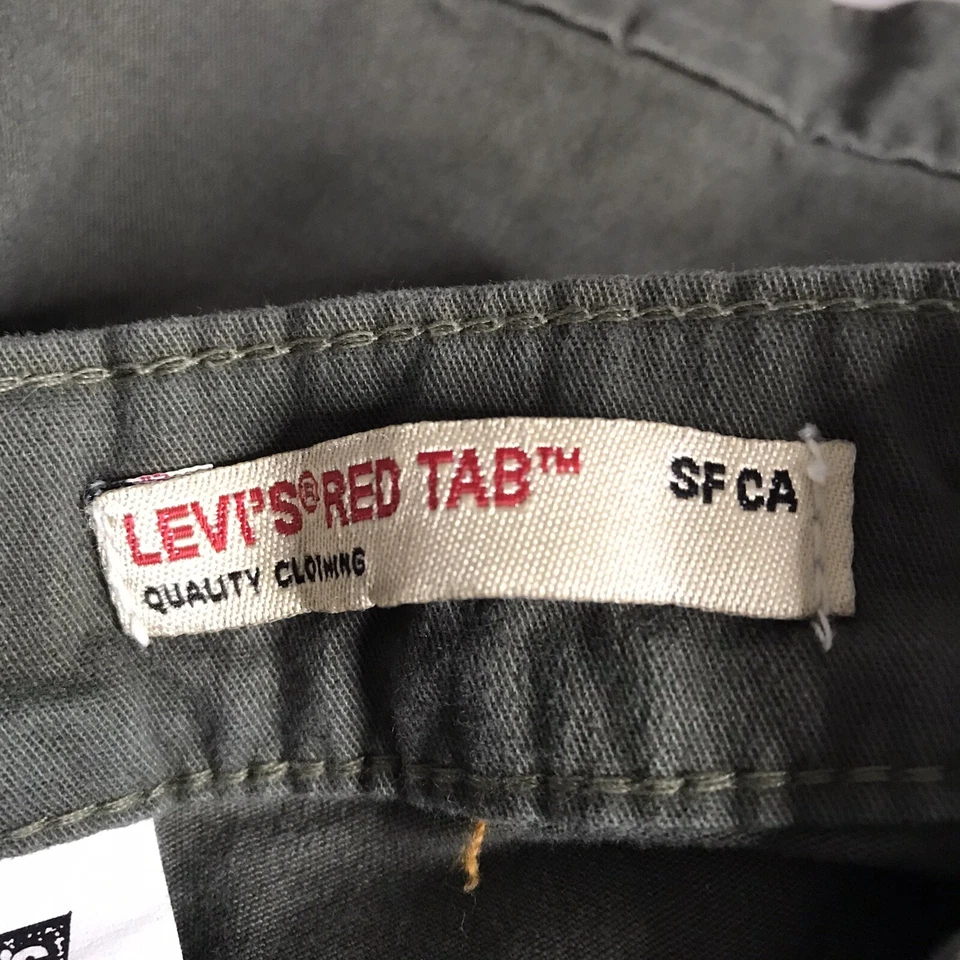 LEVI'S® RED TAB™ SF CA
QUALITY CLOTHING